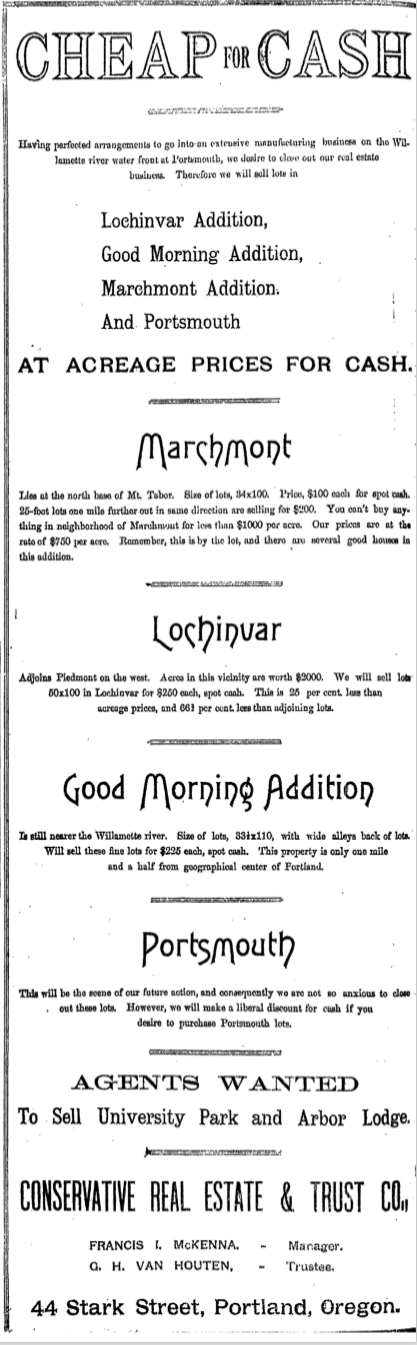 CHEAP FOR CASH
Having perfected arrangements to go into an extensive manufacturing business on the Wil-
lamette river water front at Portsmouth, we desire to close out our real estate
business. Therefore we will sell lots in
Lochinvar Addition,
Good Morning Addition,
Marchmont Addition.
And Portsmouth
AT ACREAGE PRICES FOR CASH.
Marchmont
Lies at the north base of Mt. Tabor. Size of lots, 34x100. Price, $100 each for spot cash.
25-foot lots one mile further out in same direction are selling for $200. You can't buy any-
thing in neighborhood of Marchmont for less than $1000 per acre. Our prices are at the
rate of $750 per acre. Remember, this is by the lot, and there are several good houses in
this addition.
Lochinvar
Adjoins Piedmont on the west. Acres in this vicinity are worth $2000. We will sell lots
50x100 in Lochinvar for $250 each, spot cash. This is 25 per cent. less than
acreage prices, and 66⅔ per cent. less than adjoining lots.
Good Morning Addition
Is still nearer the Willamette river. Size of lots, 33⅓x110, with wide alleys back of lots.
Will sell these fine lots for $225 each, spot cash. This property is only one mile
and a half from geographical center of Portland.
Portsmouth
This will be the scene of our future action, and consequently we are not so anxious to close
out these lots. However, we will make a liberal discount for cash if you
desire to purchase Portsmouth lots.
AGENTS WANTED
To Sell University Park and Arbor Lodge.
CONSERVATIVE REAL ESTATE & TRUST CO.,
FRANCIS I. McKENNA, - Manager.
G. H. VAN HOUTEN, - Trustee.
44 Stark Street, Portland, Oregon.